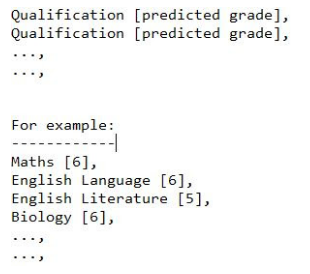 Qualification [predicted grade],
Qualification [predicted grade],
...,
...,
For example:
------------
Maths [6],
English Language [6],
English Literature [5],
Biology [6],
...,
...,